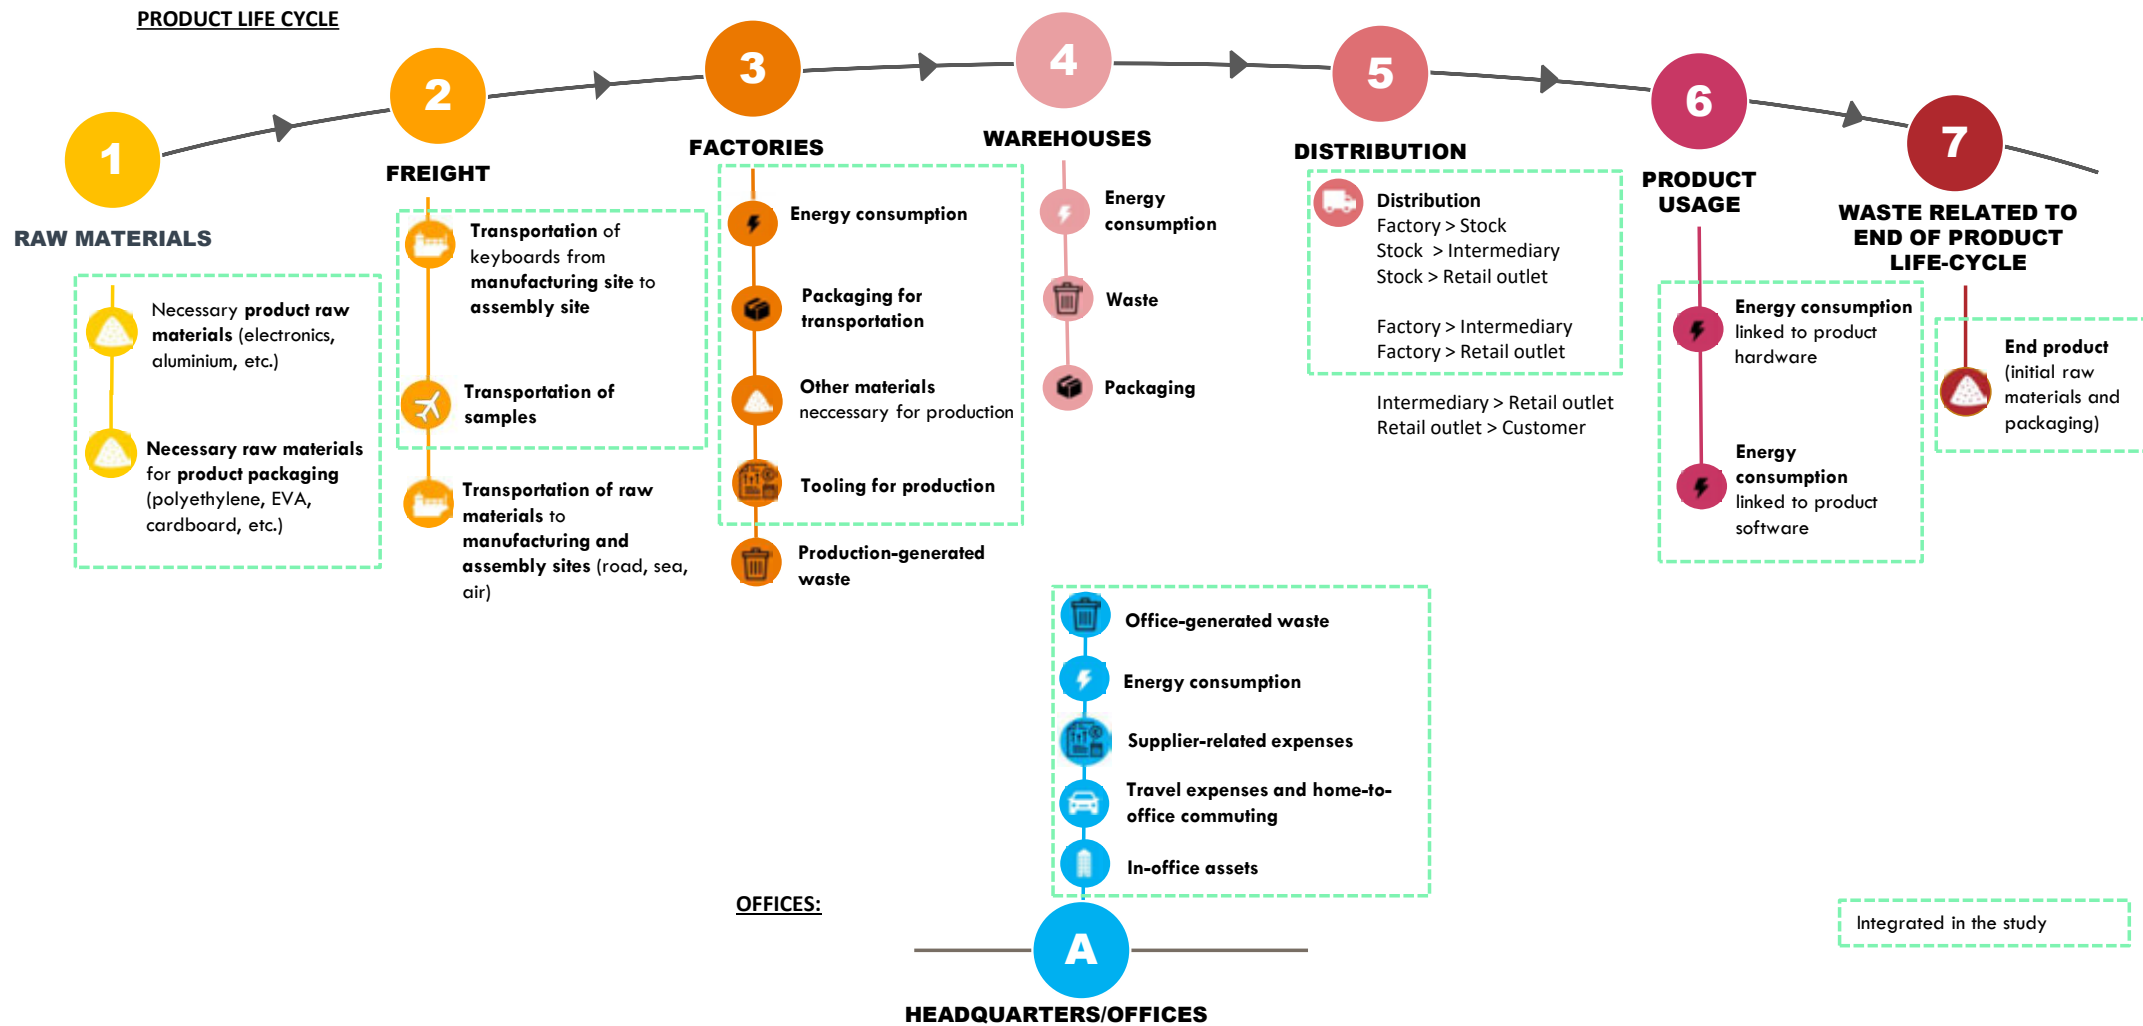 PRODUCT LIFE CYCLE
1
RAW MATERIALS
Necessary product raw
materials (electronics,
aluminium, etc.)
Necessary raw materials
for product packaging
(polyethylene, EVA,
cardboard, etc.)
2
FREIGHT
Transportation of
keyboards from
manufacturing site to
assembly site
Transportation of
samples
Transportation of raw
materials to
manufacturing and
assembly sites (road, sea,
air)
3
FACTORIES
Energy consumption
Packaging for
transportation
Other materials
neccessary for production
Tooling for production
Production-generated
waste
4
WAREHOUSES
Energy
consumption
Waste
Packaging
5
DISTRIBUTION
Distribution
Factory > Stock
Stock > Intermediary
Stock > Retail outlet
Factory > Intermediary
Factory > Retail outlet
Intermediary > Retail outlet
Retail outlet > Customer
6
PRODUCT
USAGE
Energy consumption
linked to product
hardware
Energy
consumption
linked to product
software
7
WASTE RELATED TO
END OF PRODUCT
LIFE-CYCLE
End product
(initial raw
materials and
packaging)
Office-generated waste
Energy consumption
Supplier-related expenses
Travel expenses and home-to-
office commuting
In-office assets
OFFICES:
A
HEADQUARTERS/OFFICES
Integrated in the study